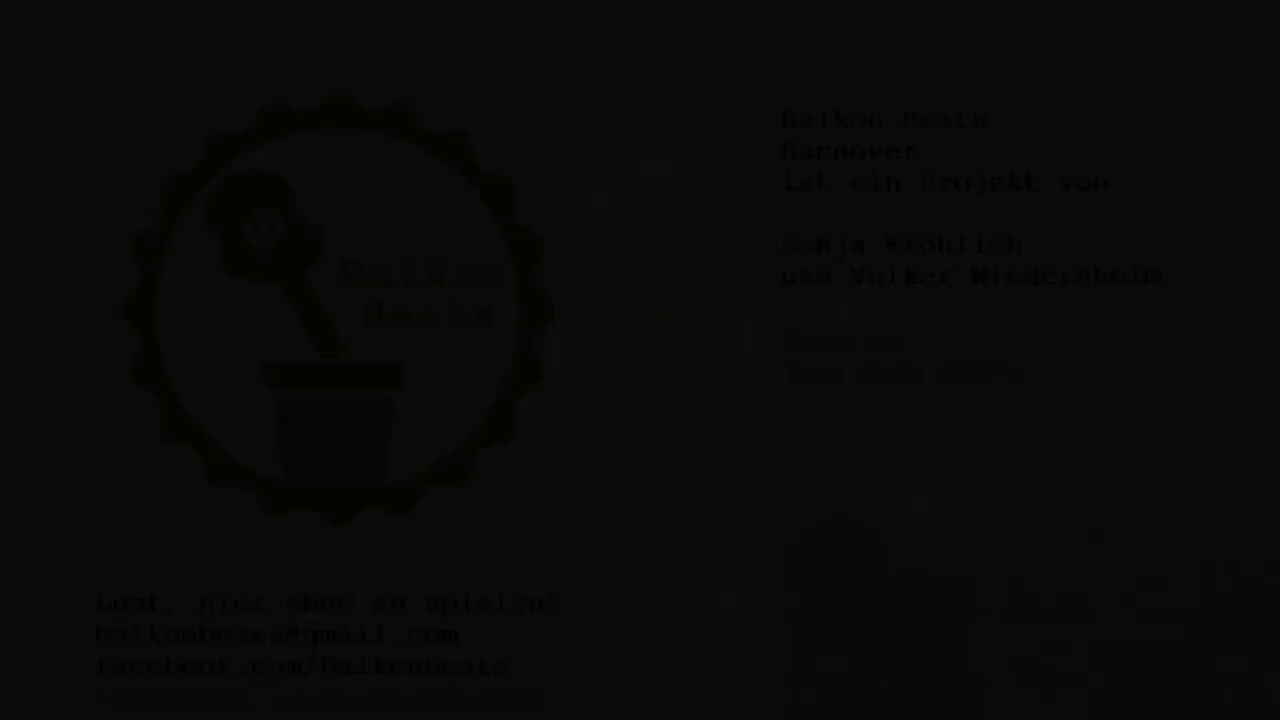 Balkon
Beats
Lust, hier oben zu spielen?
balkonbeats@gmail.com
facebook.com/BalkonBeats
Balkon Beats
Hannover
ist ein Projekt von
Sonja Fröhlich
und Volker Wiedersheim